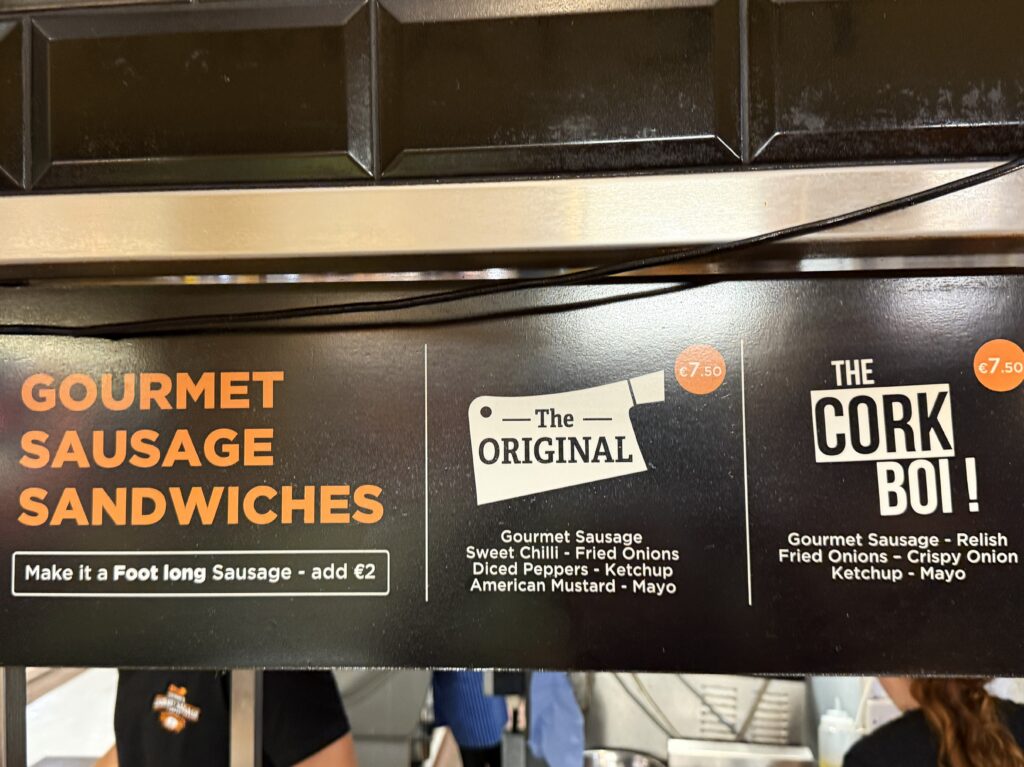 GOURMET
SAUSAGE
SANDWICHES
Make it a Foot long Sausage - add €2
€7.50
The
ORIGINAL
Gourmet Sausage
Sweet Chilli - Fried Onions
Diced Peppers - Ketchup
American Mustard - Mayo
€7.50
THE
CORK
BOI!
Gourmet Sausage - Relish
Fried Onions – Crispy Onion
Ketchup - Mayo